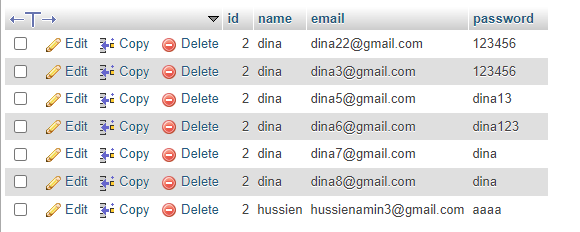 ←T→ id name email password
Edit Copy Delete 2 dina dina22@gmail.com 123456
Edit Copy Delete 2 dina dina3@gmail.com 123456
Edit Copy Delete 2 dina dina5@gmail.com dina13
Edit Copy Delete 2 dina dina6@gmail.com dina123
Edit Copy Delete 2 dina dina7@gmail.com dina
Edit Copy Delete 2 dina dina8@gmail.com dina
Edit Copy Delete 2 hussien hussienamin3@gmail.com aaaa